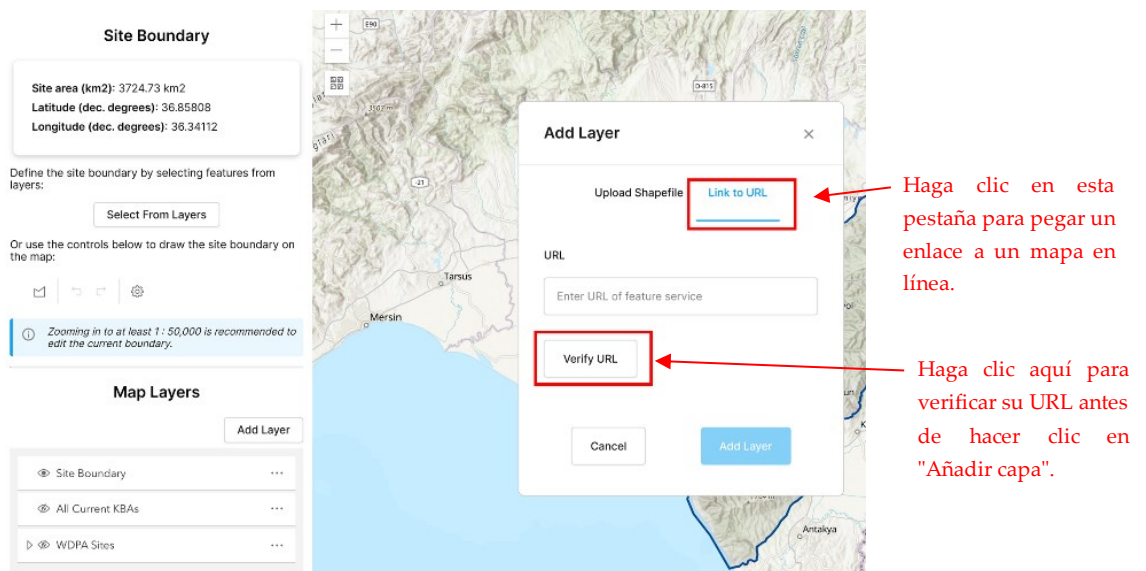 Site Boundary
Site area (km2): 3724.73 km2
Latitude (dec. degrees): 36.85808
Longitude (dec. degrees): 36.34112
Define the site boundary by selecting features from
layers:
Select From Layers
Or use the controls below to draw the site boundary on
the map:
Zooming in to at least 1 : 50,000 is recommended to
edit the current boundary.
Map Layers
Add Layer
Site Boundary
All Current KBAs
WDPA Sites
E90
D-815
-21
Tarsus
Mersin
Antakya
Add Layer
Upload Shapefile
Link to URL
URL
Enter URL of feature service
Verify URL
Cancel
Add Layer
Haga clic en esta
pestaña para pegar un
enlace a un mapa en
línea.
Haga clic aquí para
verificar su URL antes
de hacer clic en
"Añadir capa".